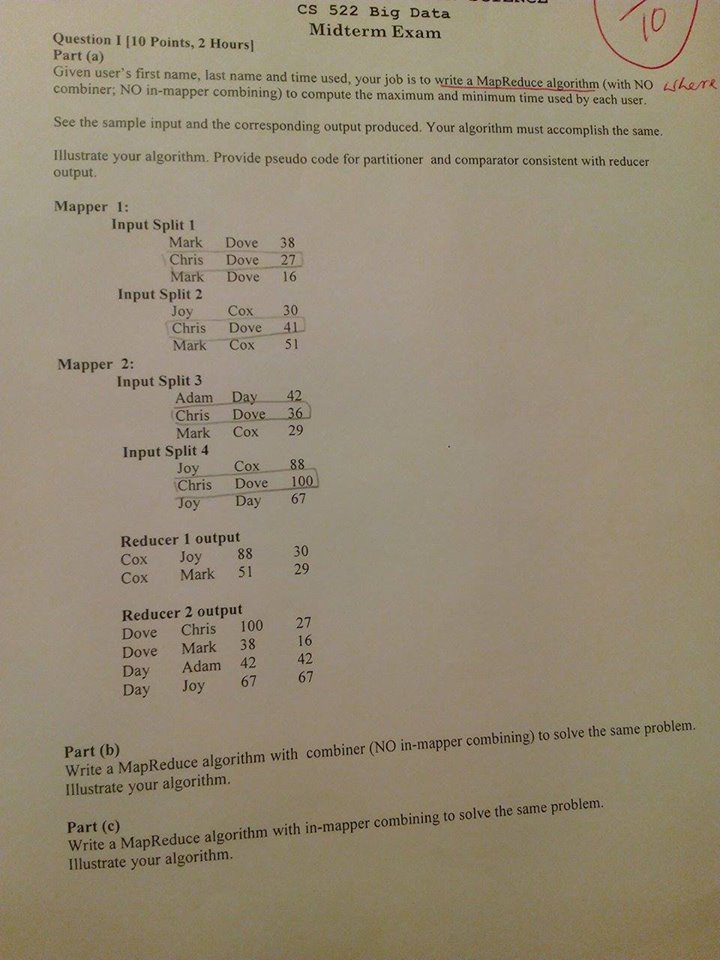 CS 522 Big Data
Midterm Exam
10
Question I [10 Points, 2 Hours]
Part (a)
Given user's first name, last name and time used, your job is to write a MapReduce algorithm (with NO where
combiner; NO in-mapper combining) to compute the maximum and minimum time used by each user.
See the sample input and the corresponding output produced. Your algorithm must accomplish the same.
Illustrate your algorithm. Provide pseudo code for partitioner and comparator consistent with reducer
output.
Mapper 1:
Input Split 1
Mark Dove 38
Chris Dove 27
Mark Dove 16
Input Split 2
Joy Cox 30
Chris Dove 41
Mark Cox 51
Mapper 2:
Input Split 3
Adam Day 42
Chris Dove 36
Mark Cox 29
Input Split 4
Joy Cox 88
Chris Dove 100
Joy Day 67
Reducer 1 output
Cox Joy 88 30
Cox Mark 51 29
Reducer 2 output
Dove Chris 100 27
Dove Mark 38 16
Day Adam 42 42
Day Joy 67 67
Part (b)
Write a MapReduce algorithm with combiner (NO in-mapper combining) to solve the same problem.
Illustrate your algorithm.
Part (c)
Write a MapReduce algorithm with in-mapper combining to solve the same problem.
Illustrate your algorithm.